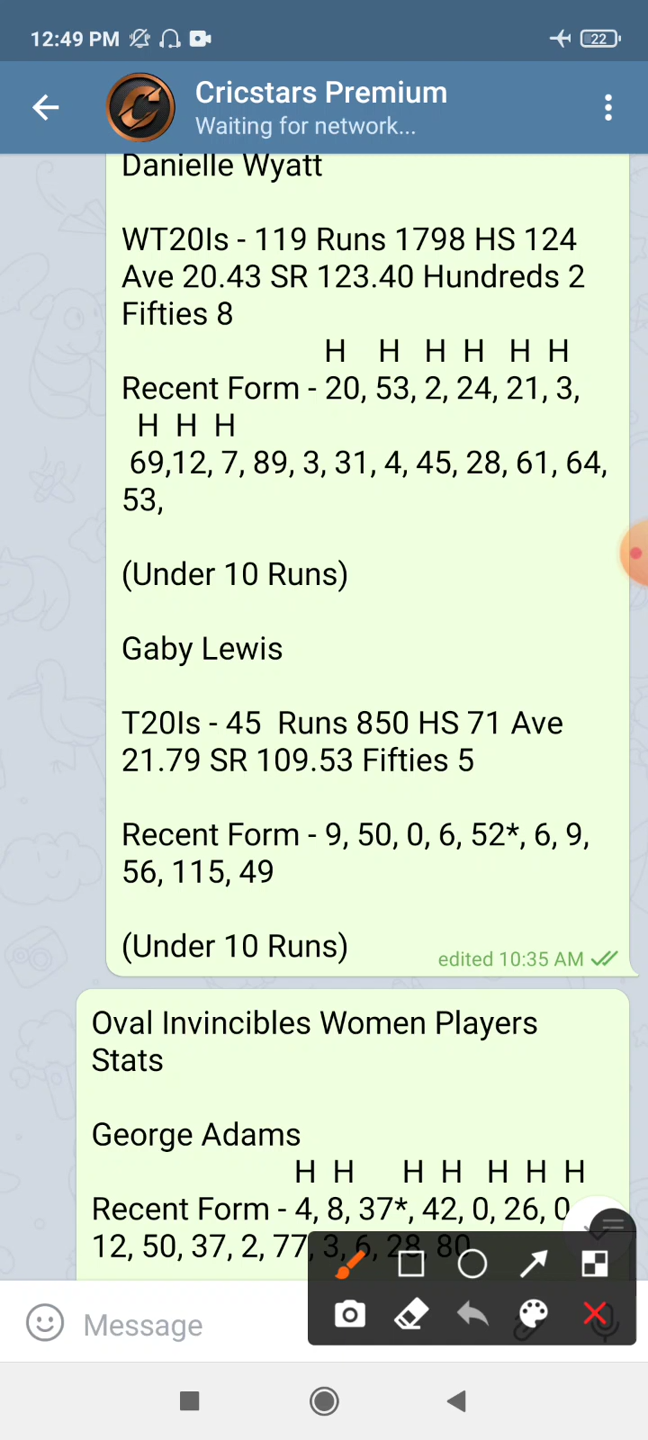 12:49 PM
22
Cricstars Premium
Waiting for network...
Danielle Wyatt
WT20Is - 119 Runs 1798 HS 124
Ave 20.43 SR 123.40 Hundreds 2
Fifties 8
H H H H H H
Recent Form - 20, 53, 2, 24, 21, 3,
H H H
69,12, 7, 89, 3, 31, 4, 45, 28, 61, 64,
53,
(Under 10 Runs)
Gaby Lewis
T20Is - 45 Runs 850 HS 71 Ave
21.79 SR 109.53 Fifties 5
Recent Form - 9, 50, 0, 6, 52*, 6, 9,
56, 115, 49
(Under 10 Runs)
edited 10:35 AM
Oval Invincibles Women Players
Stats
George Adams
H H H H H H H
Recent Form - 4, 8, 37*, 42, 0, 26, 0
12, 50, 37, 2, 77, 3, 6, 28, 80
Message